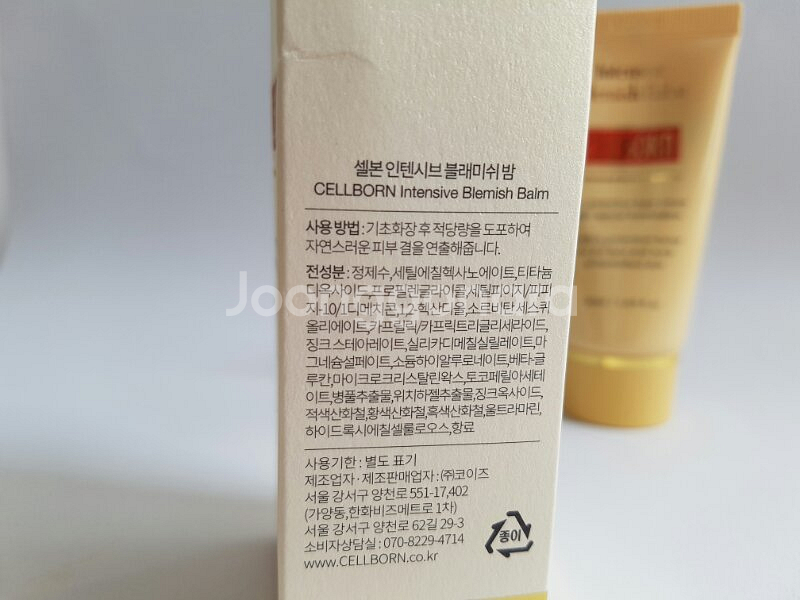 셀본 인텐시브 블래미쉬 밤
CELLBORN Intensive Blemish Balm
사용 방법 : 기초화장 후 적당량을 도포하여
자연스러운 피부 결을 연출해줍니다.
전성분 : 정제수,세틸에칠헥사노에이트,티타늄
디옥사이드,프로필렌글라이콜,세틸피이지/피피
지-10/1디메치콘,1,2-헥산디올,소르비탄세스퀴
올리에이트,카프릴릭/카프릭트리글리세라이드,
징크 스테아레이트,실리카디메칠실릴레이트,마
그네슘설페이트,소듐하이알루로네이트,베타-글
루칸,마이크로크리스탈린왁스,토코페릴아세테
이트,병풀추출물,위치하젤추출물,징크옥사이드,
적색산화철,황색산화철,흑색산화철,울트라마린,
하이드록시에칠셀룰로오스,향료
사용기한 : 별도 표기
제조업자 · 제조판매업자 : ㈜코이즈
서울 강서구 양천로 551-17,402
(가양동,한화비즈메트로 1차)
서울 강서구 양천로 62길 29-3
소비자상담실 : 070-8229-4714
www.CELLBORN.co.kr
종이